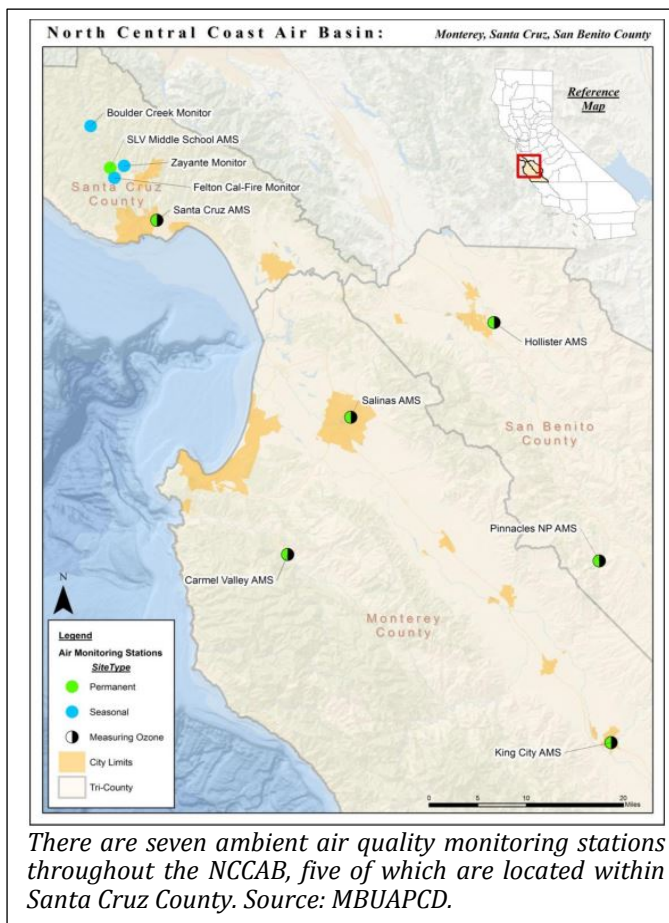 North Central Coast Air Basin: Monterey, Santa Cruz, San Benito County
Reference
Map
Boulder Creek Monitor
SLV Middle School AMS
Zayante Monitor
Santa Cruz
County
Felton Cal-Fire Monitor
Santa Cruz AMS
Hollister AMS
Salinas AMS
San Benito
County
Pinnacles NP AMS
Carmel Valley AMS
Monterey
County
King City AMS
N
Legend
Air Monitoring Stations
SiteType
Permanent
Seasonal
Measuring Ozone
City Limits
Tri-County
0 5 10 20
Miles
There are seven ambient air quality monitoring stations
throughout the NCCAB, five of which are located within
Santa Cruz County. Source: MBUAPCD.